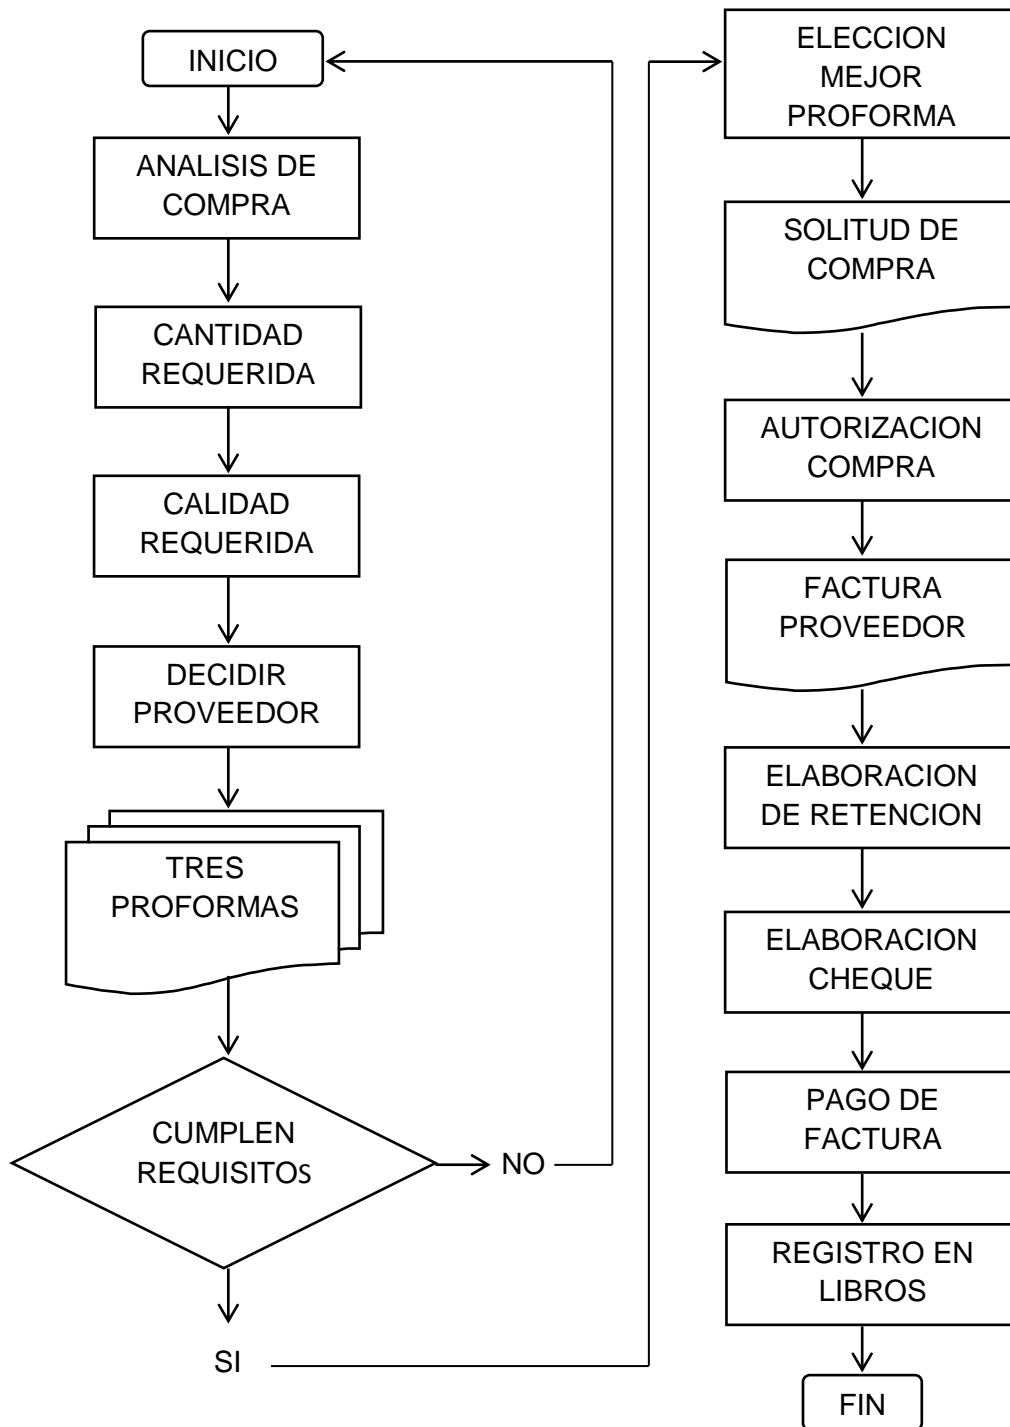 INICIO
ANALISIS DE
COMPRA
CANTIDAD
REQUERIDA
CALIDAD
REQUERIDA
DECIDIR
PROVEEDOR
TRES
PROFORMAS
CUMPLEN
REQUISITOS
NO
SI
ELECCION
MEJOR
PROFORMA
SOLITUD DE
COMPRA
AUTORIZACION
COMPRA
FACTURA
PROVEEDOR
ELABORACION
DE RETENCION
ELABORACION
CHEQUE
PAGO DE
FACTURA
REGISTRO EN
LIBROS
FIN